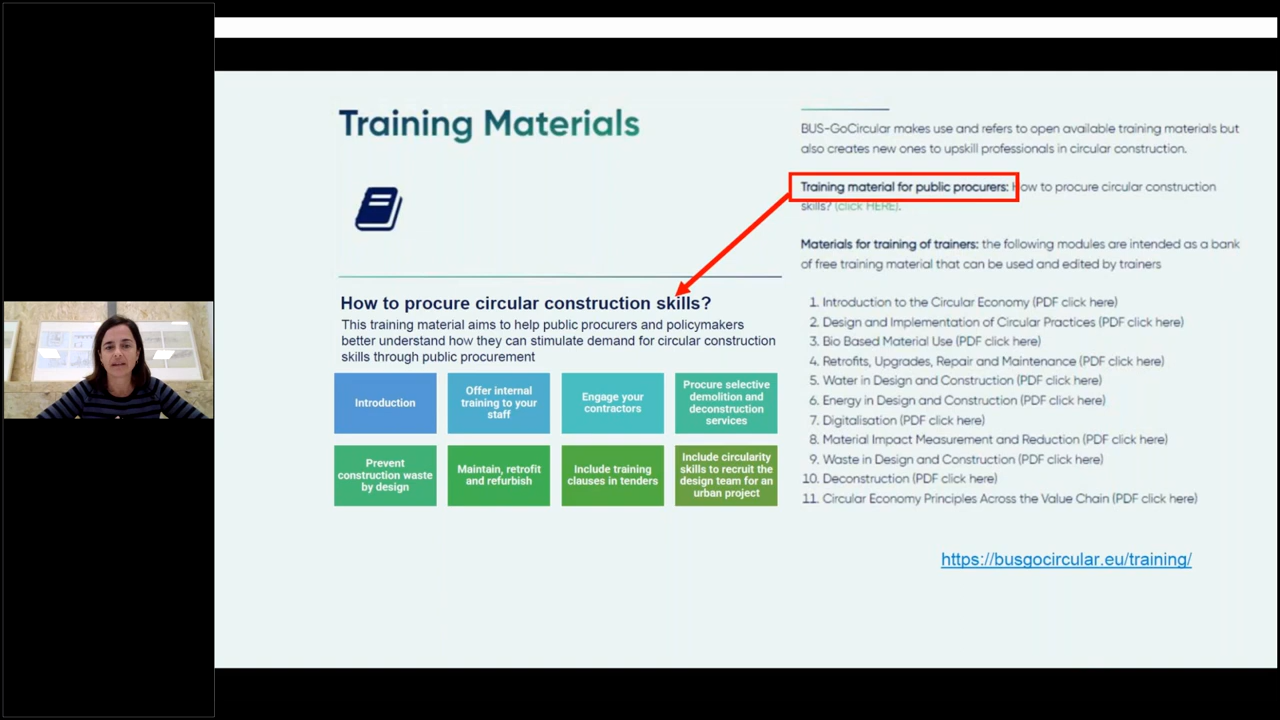 Training Materials
How to procure circular construction skills?
This training material aims to help public procurers and policymakers
better understand how they can stimulate demand for circular construction
skills through public procurement
Introduction
Offer internal
training to your
staff
Engage your
contractors
Procure selective
demolition and
deconstruction
services
Prevent
construction waste
by design
Maintain, retrofit
and refurbish
Include training
clauses in tenders
Include circularity
skills to recruit the
design team for an
urban project
BUS-GoCircular makes use and refers to open available training materials but
also creates new ones to upskill professionals in circular construction.
Training material for public procurers: How to procure circular construction
skills? (click HERE).
Materials for training of trainers: the following modules are intended as a bank
of free training material that can be used and edited by trainers
1. Introduction to the Circular Economy (PDF click here)
2. Design and Implementation of Circular Practices (PDF click here)
3. Bio Based Material Use (PDF click here)
4. Retrofits, Upgrades, Repair and Maintenance (PDF click here)
5. Water in Design and Construction (PDF click here)
6. Energy in Design and Construction (PDF click here)
7. Digitalisation (PDF click here)
8. Material Impact Measurement and Reduction (PDF click here)
9. Waste in Design and Construction (PDF click here)
10. Deconstruction (PDF click here)
11. Circular Economy Principles Across the Value Chain (PDF click here)
https://busgocircular.eu/training/